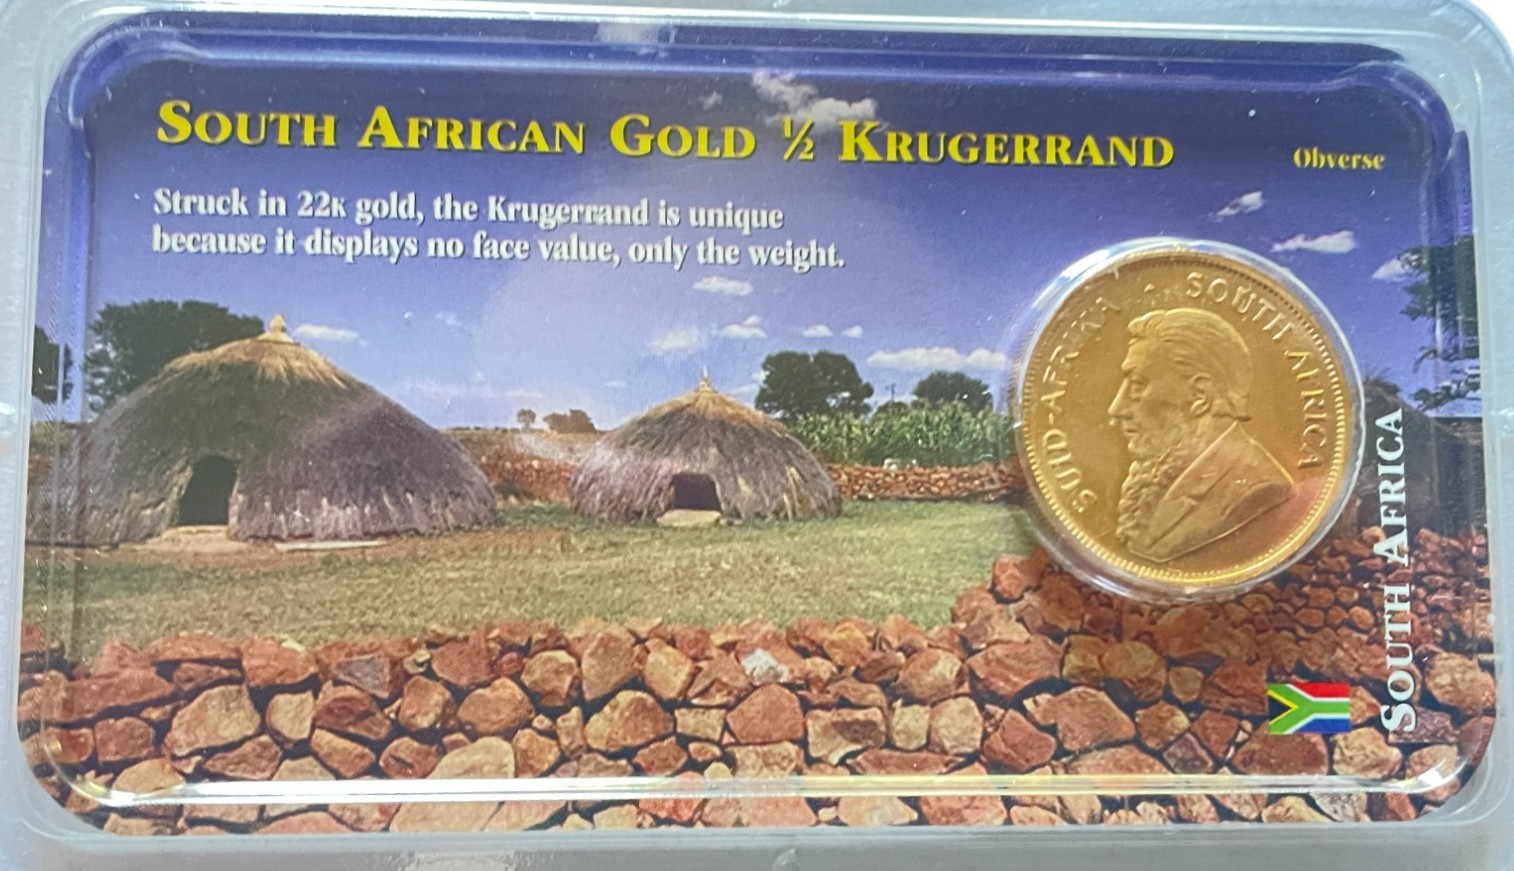 SOUTH AFRICAN GOLD ½ KRUGERRAND
Obverse
Struck in 22K gold, the Krugerrand is unique
because it displays no face value, only the weight.
SUID-AFRIKA · SOUTH AFRICA
SOUTH AFRICA